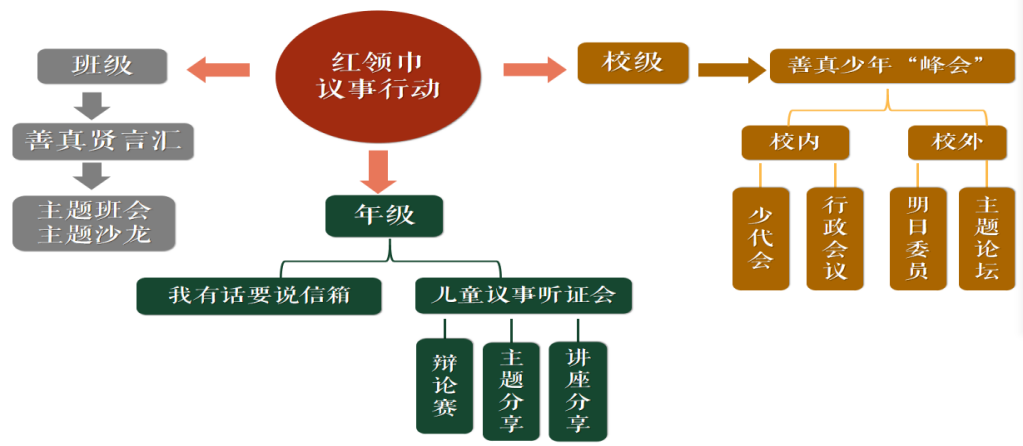 红领巾
议事行动
班级
善真贤言汇
主题班会
主题沙龙
年级
我有话要说信箱
儿童议事听证会
辩论赛
主题分享
讲座分享
校级
善真少年“峰会”
校内
校外
少代会
行政会议
明日委员
主题论坛